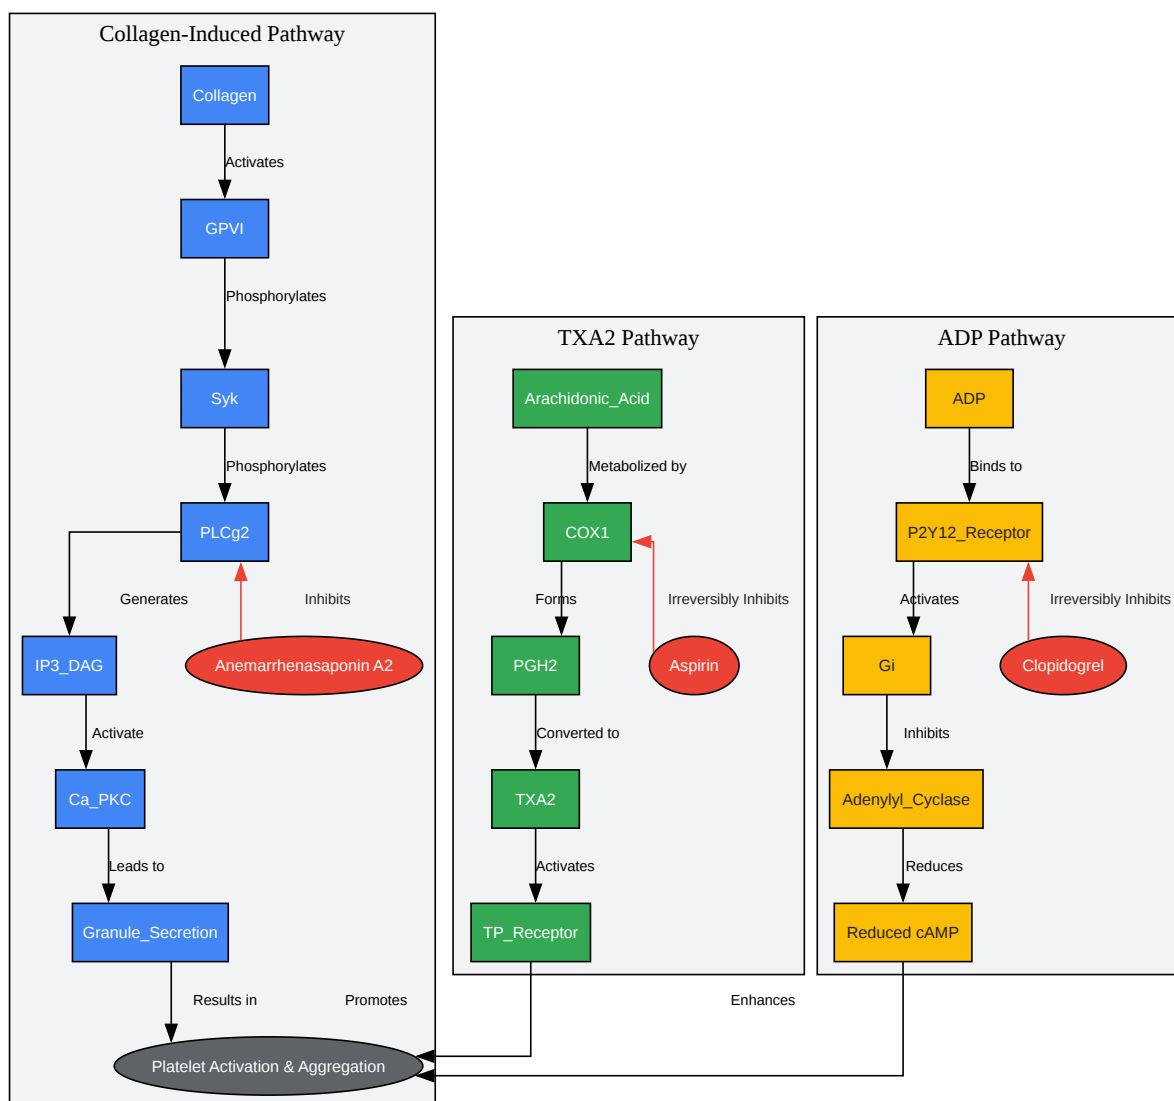 Collagen-Induced Pathway
Collagen
Activates
GPVI
Phosphorylates
Syk
Phosphorylates
PLCg2
Generates
Inhibits
IP3_DAG
Anemarrhenasaponin A2
Activate
Ca_PKC
Leads to
Granule_Secretion
Results in
Platelet Activation & Aggregation
TXA2 Pathway
Arachidonic_Acid
Metabolized by
COX1
Forms
Irreversibly Inhibits
PGH2
Aspirin
Converted to
TXA2
Activates
TP_Receptor
Promotes
ADP Pathway
ADP
Binds to
P2Y12_Receptor
Activates
Irreversibly Inhibits
Gi
Clopidogrel
Inhibits
Adenylyl_Cyclase
Reduces
Reduced cAMP
Enhances